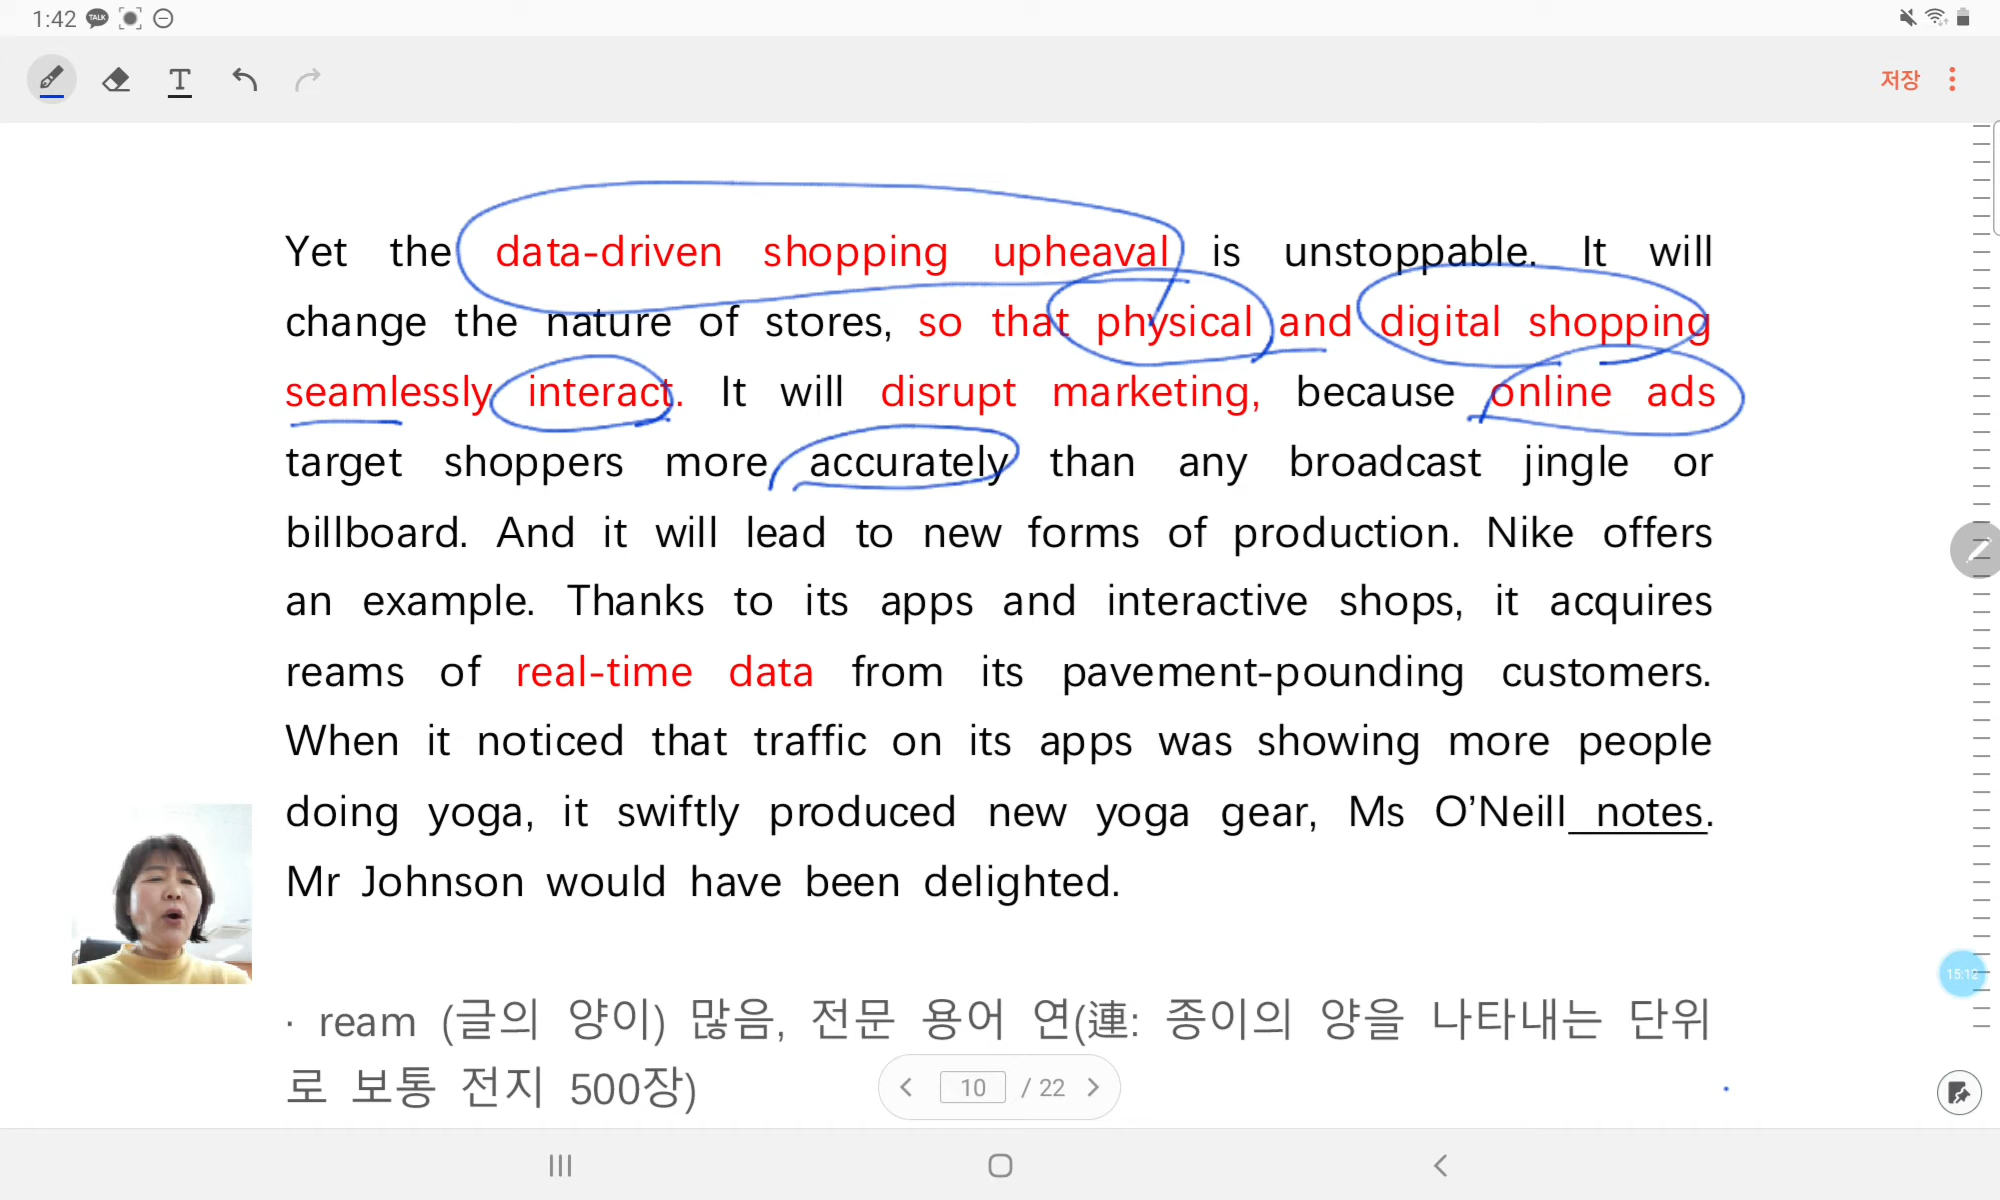 1:42 TALK
저장
Yet the data-driven shopping upheaval is unstoppable. It will
change the nature of stores, so that physical and digital shopping
seamlessly interact. It will disrupt marketing, because online ads
target shoppers more accurately than any broadcast jingle or
billboard. And it will lead to new forms of production. Nike offers
an example. Thanks to its apps and interactive shops, it acquires
reams of real-time data from its pavement-pounding customers.
When it noticed that traffic on its apps was showing more people
doing yoga, it swiftly produced new yoga gear, Ms O’Neill notes.
Mr Johnson would have been delighted.
15:12
· ream (글의 양이) 많음, 전문 용어 연(連: 종이의 양을 나타내는 단위
로 보통 전지 500장)
10 / 22